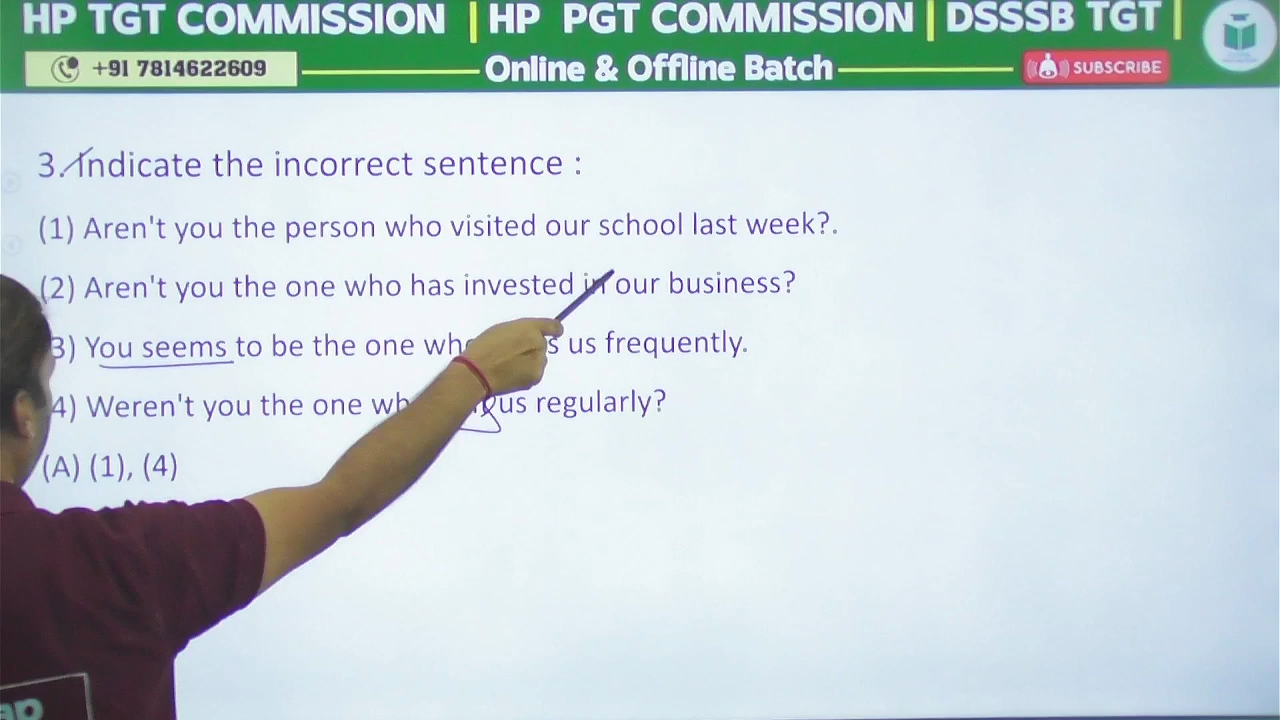 HP TGT COMMISSION | HP PGT COMMISSION | DSSSB TGT |
+91 7814622609 Online & Offline Batch SUBSCRIBE
3. Indicate the incorrect sentence :
(1) Aren't you the person who visited our school last week?.
(2) Aren't you the one who has invested in our business?
3) You seems to be the one us frequently.
4) Weren't you the one us regularly?
(A) (1), (4)